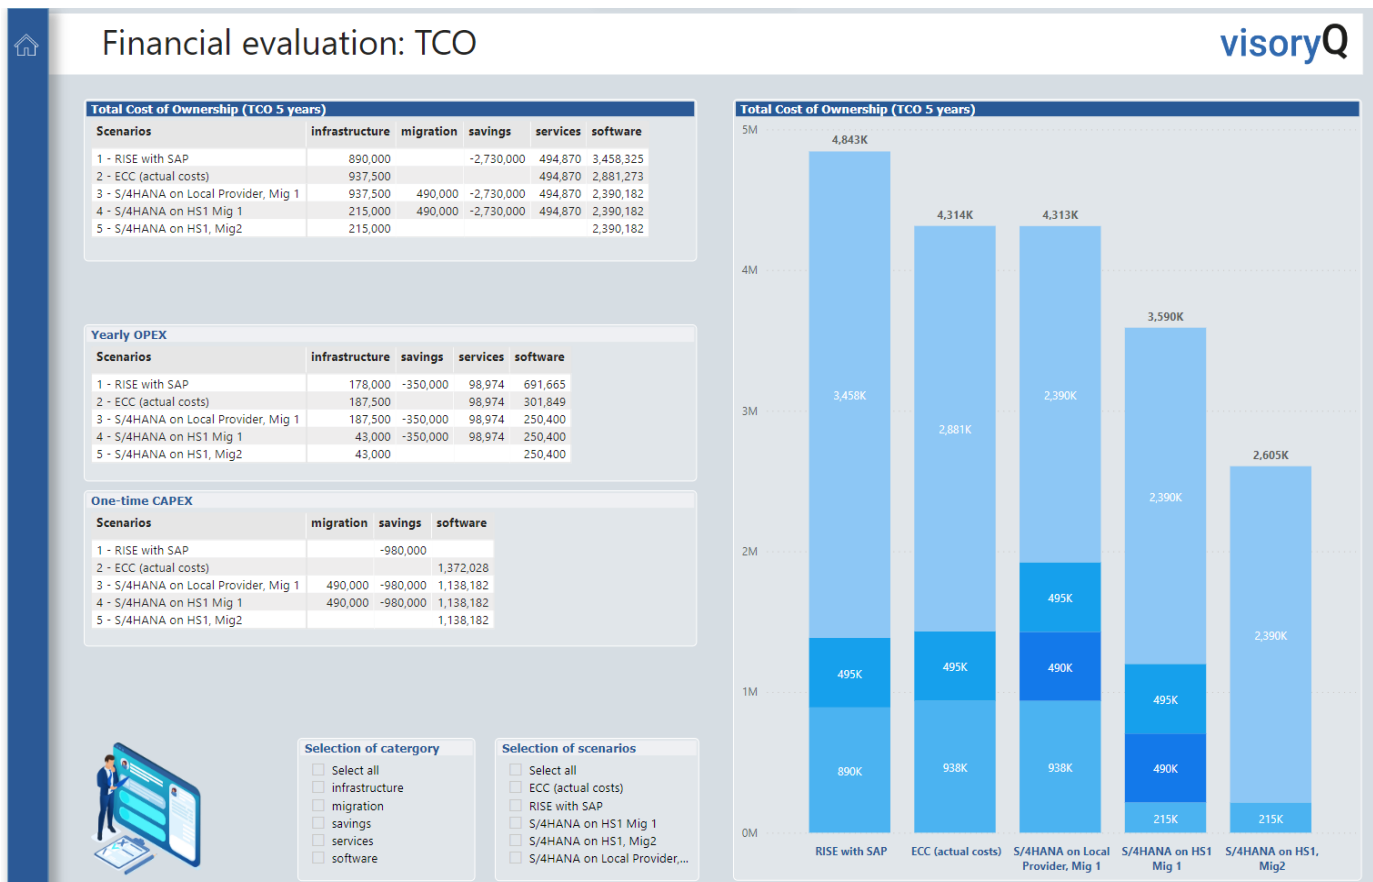 Financial evaluation: TCO
visoryQ
Total Cost of Ownership (TCO 5 years)
Scenarios infrastructure migration savings services software
1 - RISE with SAP 890,000 -2,730,000 494,870 3,458,325
2 - ECC (actual costs) 937,500 494,870 2,881,273
3 - S/4HANA on Local Provider, Mig 1 937,500 490,000 -2,730,000 494,870 2,390,182
4 - S/4HANA on HS1 Mig 1 215,000 490,000 -2,730,000 494,870 2,390,182
5 - S/4HANA on HS1, Mig2 215,000 2,390,182
Yearly OPEX
Scenarios infrastructure savings services software
1 - RISE with SAP 178,000 -350,000 98,974 691,665
2 - ECC (actual costs) 187,500 98,974 301,849
3 - S/4HANA on Local Provider, Mig 1 187,500 -350,000 98,974 250,400
4 - S/4HANA on HS1 Mig 1 43,000 -350,000 98,974 250,400
5 - S/4HANA on HS1, Mig2 43,000 250,400
One-time CAPEX
Scenarios migration savings software
1 - RISE with SAP -980,000
2 - ECC (actual costs) 1,372,028
3 - S/4HANA on Local Provider, Mig 1 490,000 -980,000 1,138,182
4 - S/4HANA on HS1 Mig 1 490,000 -980,000 1,138,182
5 - S/4HANA on HS1, Mig2 1,138,182
Selection of catergory
Select all
infrastructure
migration
savings
services
software
Selection of scenarios
Select all
ECC (actual costs)
RISE with SAP
S/4HANA on HS1 Mig 1
S/4HANA on HS1, Mig2
S/4HANA on Local Provider,...
Total Cost of Ownership (TCO 5 years)
5M
4,843K
4,314K 4,313K
4M
3,590K
3M
3,458K 2,390K
2,881K
2,605K
2,390K
2M
495K
2,390K
1M
495K 495K 490K
495K
890K 938K 938K 490K
215K 215K
0M
RISE with SAP ECC (actual costs) S/4HANA on Local S/4HANA on HS1 S/4HANA on HS1,
Provider, Mig 1 Mig 1 Mig2